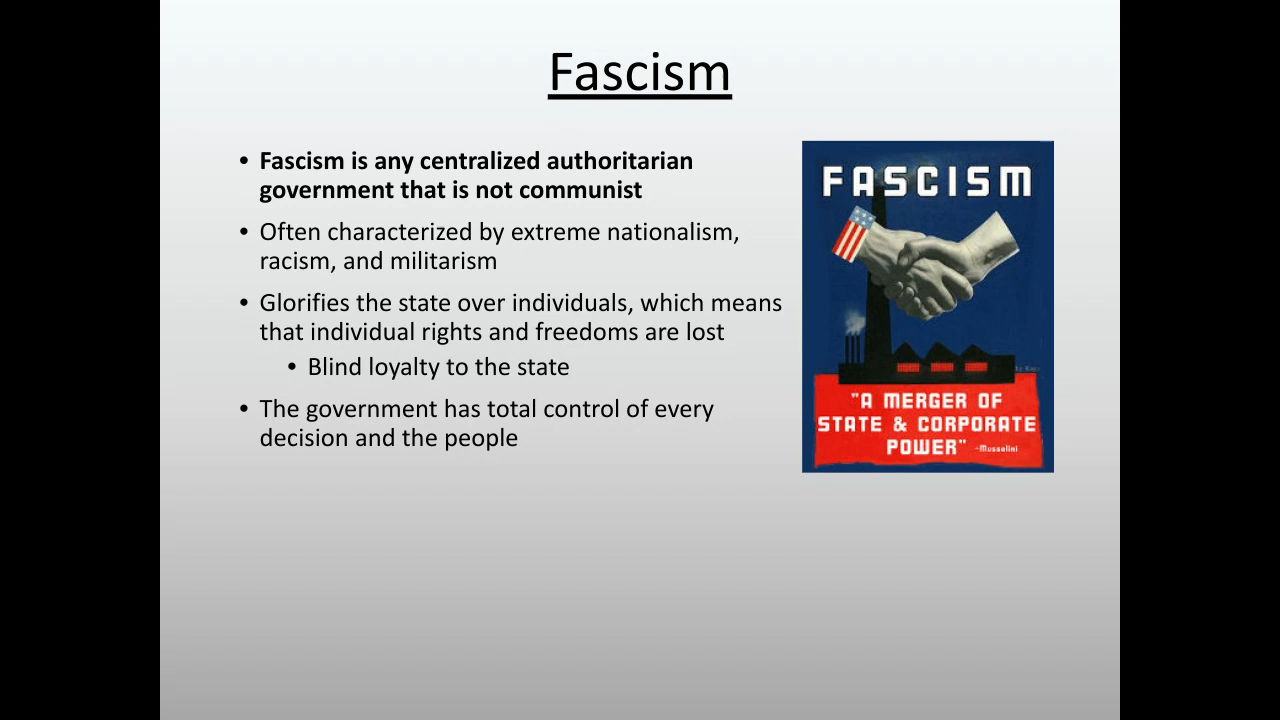 Fascism
• Fascism is any centralized authoritarian
government that is not communist
• Often characterized by extreme nationalism,
racism, and militarism
• Glorifies the state over individuals, which means
that individual rights and freedoms are lost
• Blind loyalty to the state
• The government has total control of every
decision and the people
FASCISM
"A MERGER OF
STATE & CORPORATE
POWER" -Mussolini